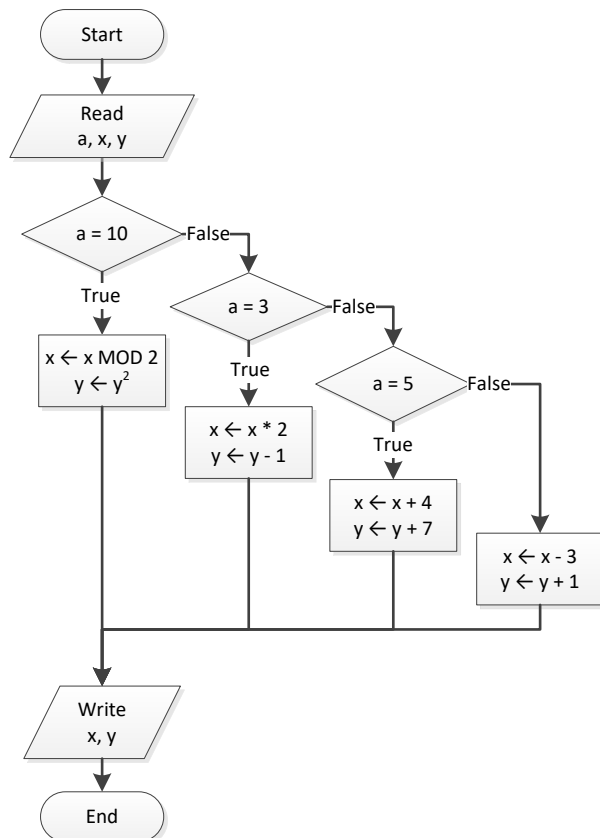 Start
Read
a, x, y
a = 10
False
True
a = 3
False
x ← x MOD 2
y ← y²
True
a = 5
False
x ← x * 2
y ← y - 1
True
x ← x + 4
y ← y + 7
x ← x - 3
y ← y + 1
Write
x, y
End